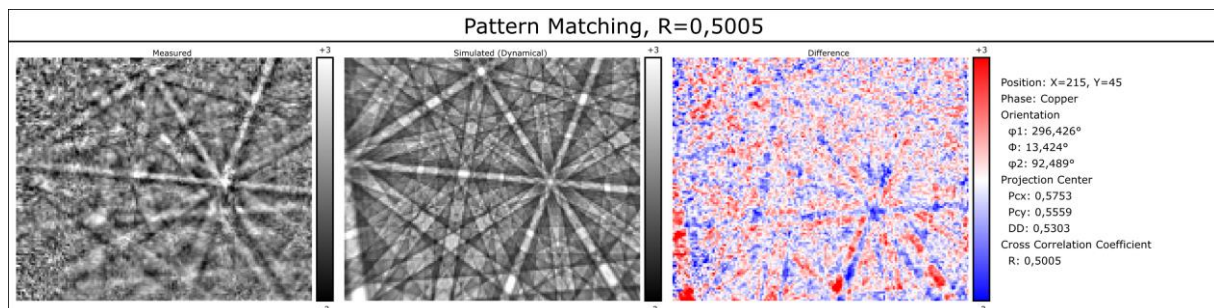 Pattern Matching, R=0,5005
Measured
+3
Simulated (Dynamical)
+3
Difference
+3
Position: X=215, Y=45
Phase: Copper
Orientation
φ1: 296,426°
Φ: 13,424°
φ2: 92,489°
Projection Center
Pcx: 0,5753
Pcy: 0,5559
DD: 0,5303
Cross Correlation Coefficient
R: 0,5005